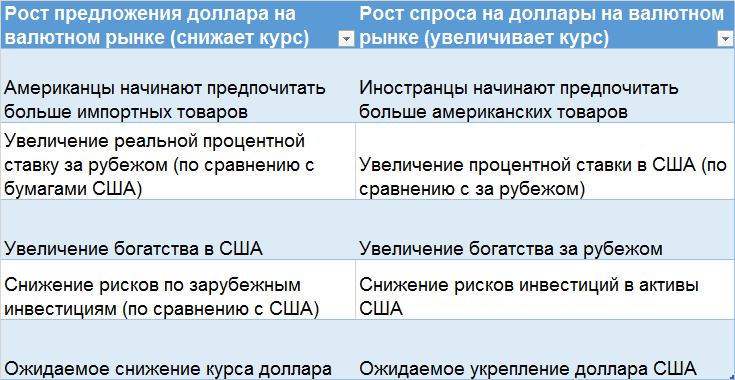 Рост предложения доллара на
валютном рынке (снижает курс)
Рост спроса на доллары на валютном
рынке (увеличивает курс)
Американцы начинают предпочитать
больше импортных товаров
Иностранцы начинают предпочитать
больше американских товаров
Увеличение реальной процентной
ставку за рубежом (по сравнению с
бумагами США)
Увеличение процентной ставки в США (по
сравнению с за рубежом)
Увеличение богатства в США
Увеличение богатства за рубежом
Снижение рисков по зарубежным
инвестициям (по сравнению с США)
Снижение рисков инвестиций в активы
США
Ожидаемое снижение курса доллара
Ожидаемое укрепление доллара США